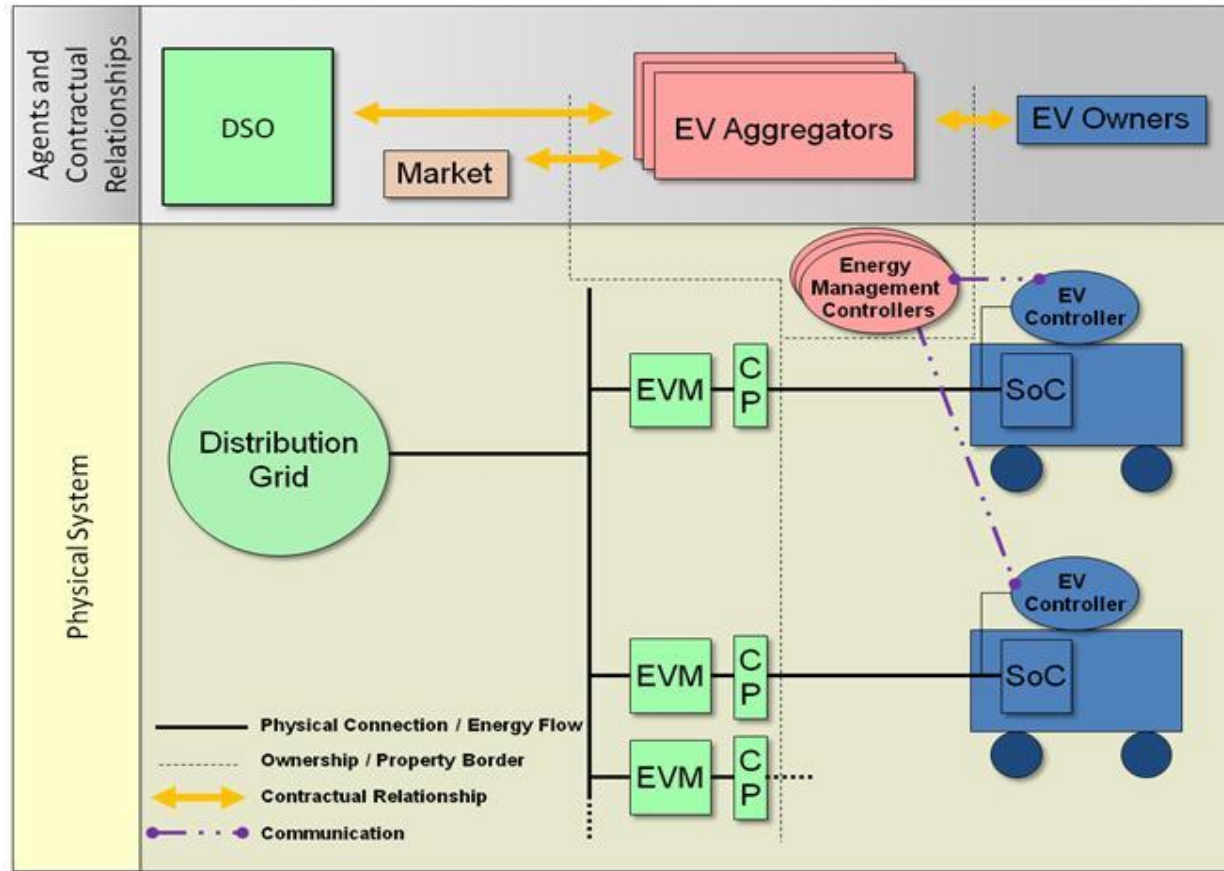 Agents and
Contractual
Relationships
DSO
Market
EV Aggregators
EV Owners
Physical System
Distribution
Grid
Energy
Management
Controllers
EV
Controller
EVM
C
P
SoC
EV
Controller
EVM
C
P
SoC
EVM
C
P
Physical Connection / Energy Flow
Ownership / Property Border
Contractual Relationship
Communication